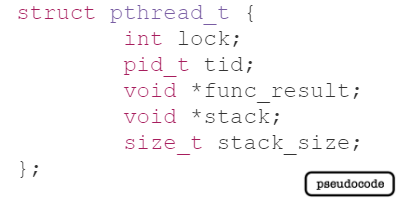 struct pthread_t {
int lock;
pid_t tid;
void *func_result;
void *stack;
size_t stack_size;
};
pseudocode